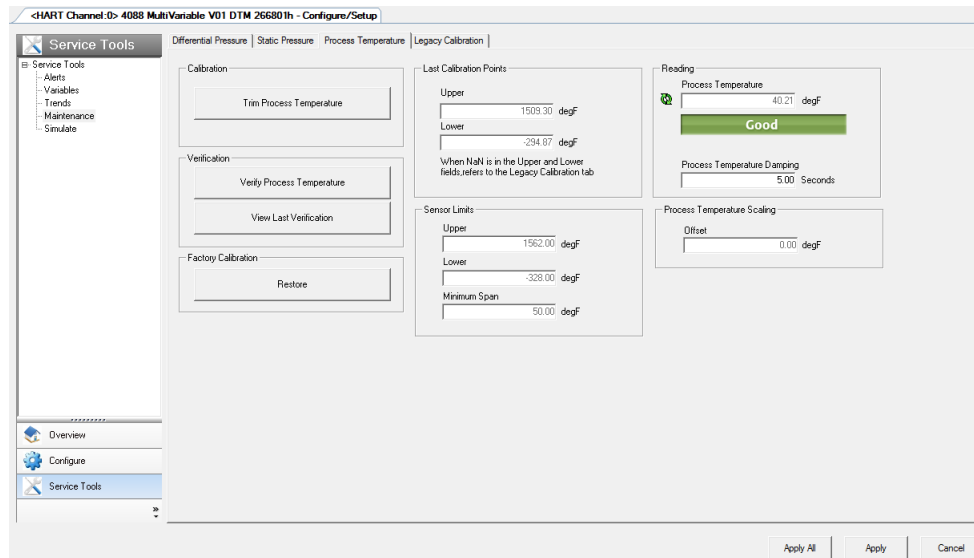 <HART Channel:0> 4088 MultiVariable V01 DTM 266801h - Configure/Setup
Service Tools
Service Tools
Alerts
Variables
Trends
Maintenance
Simulate
Overview
Configure
Service Tools
»
Differential Pressure Static Pressure Process Temperature Legacy Calibration
Calibration
Trim Process Temperature
Verification
Verify Process Temperature
View Last Verification
Factory Calibration
Restore
Last Calibration Points
Upper
1509.30 degF
Lower
-294.87 degF
When NaN is in the Upper and Lower
fields,refers to the Legacy Calibration tab
Sensor Limits
Upper
1562.00 degF
Lower
-328.00 degF
Minimum Span
50.00 degF
Reading
Process Temperature
40.21 degF
Good
Process Temperature Damping
5.00 Seconds
Process Temperature Scaling
Offset
0.00 degF
Apply All Apply Cancel